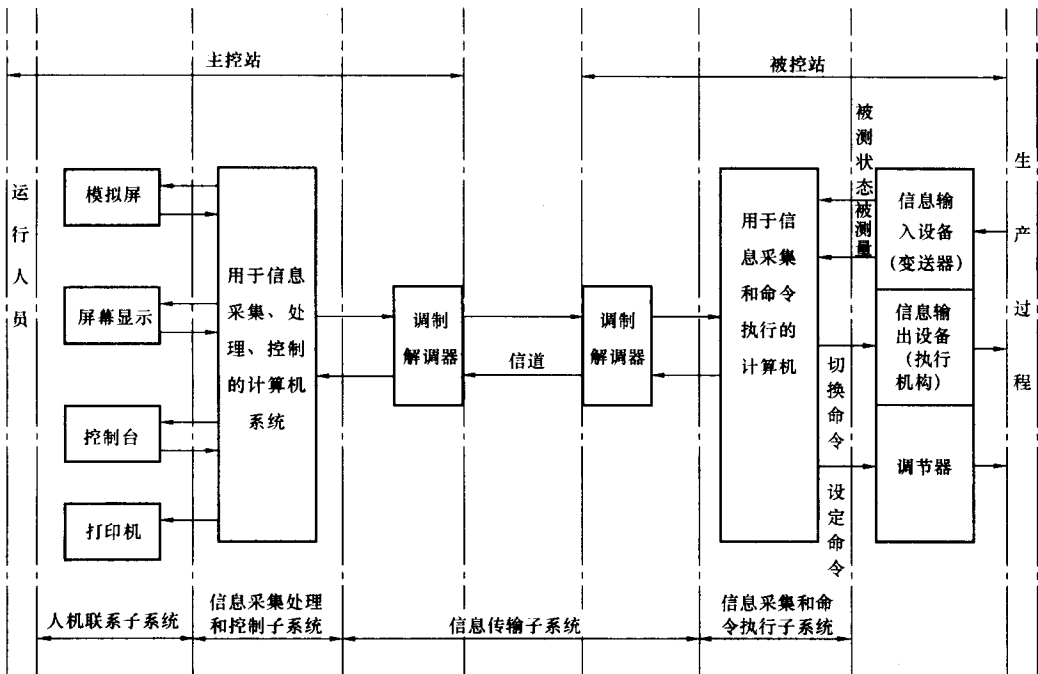 主控站
被控站
运行人员
模拟屏
屏幕显示
控制台
打印机
用于信息
采集、处
理、控制
的计算机
系统
调制
解调器
信道
调制
解调器
用于信
息采集
和命令
执行的
计算机
被测状态
被测量
切换命令
设定命令
信息输
入设备
(变送器)
信息输
出设备
(执行
机构)
调节器
生产过程
人机联系子系统
信息采集处理
和控制子系统
信息传输子系统
信息采集和命
令执行子系统